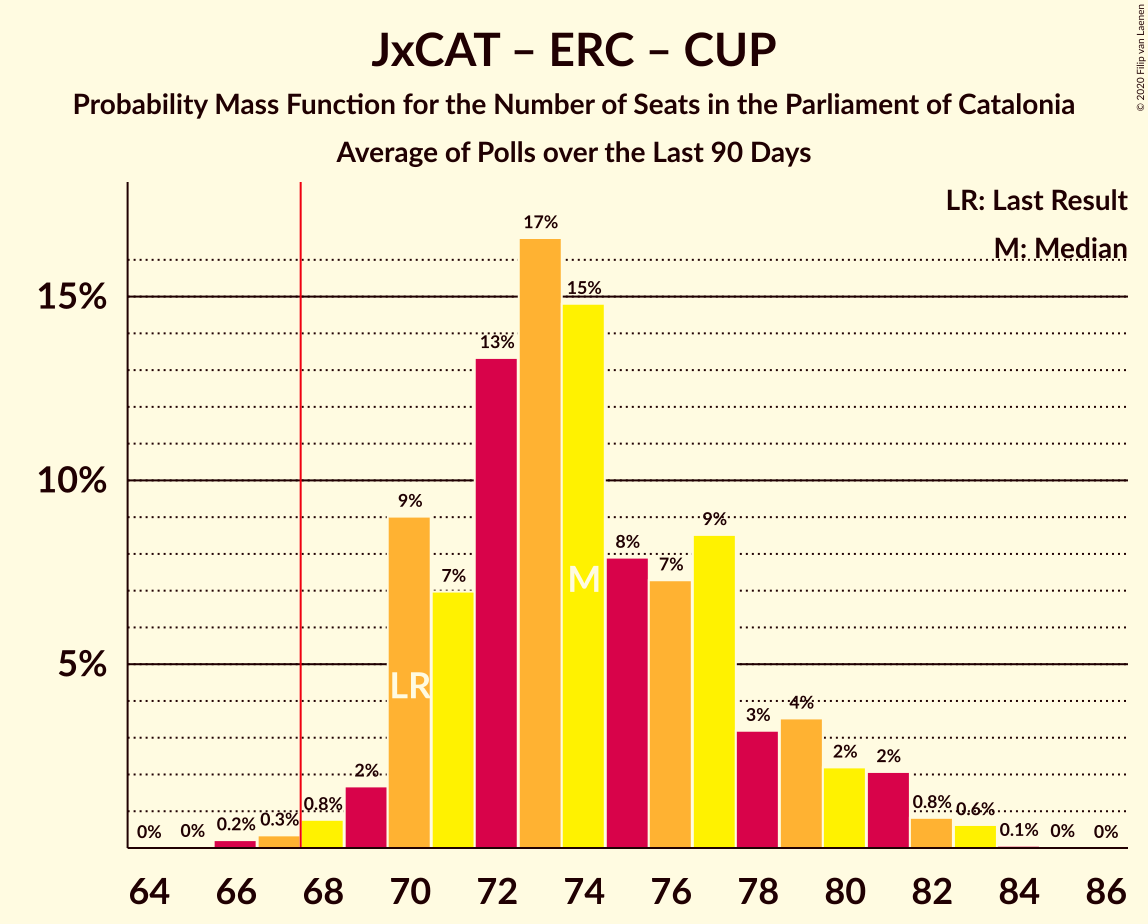 JxCAT – ERC – CUP
Probability Mass Function for the Number of Seats in the Parliament of Catalonia
Average of Polls over the Last 90 Days
© 2020 Filip van Laenen
LR: Last Result
M: Median
15%
10%
5%
0%
0%
0.2%
0.3%
0.8%
2%
9%
7%
13%
17%
15%
8%
7%
9%
3%
4%
2%
2%
0.8%
0.6%
0.1%
0%
0%
LR
M
64 66 68 70 72 74 76 78 80 82 84 86